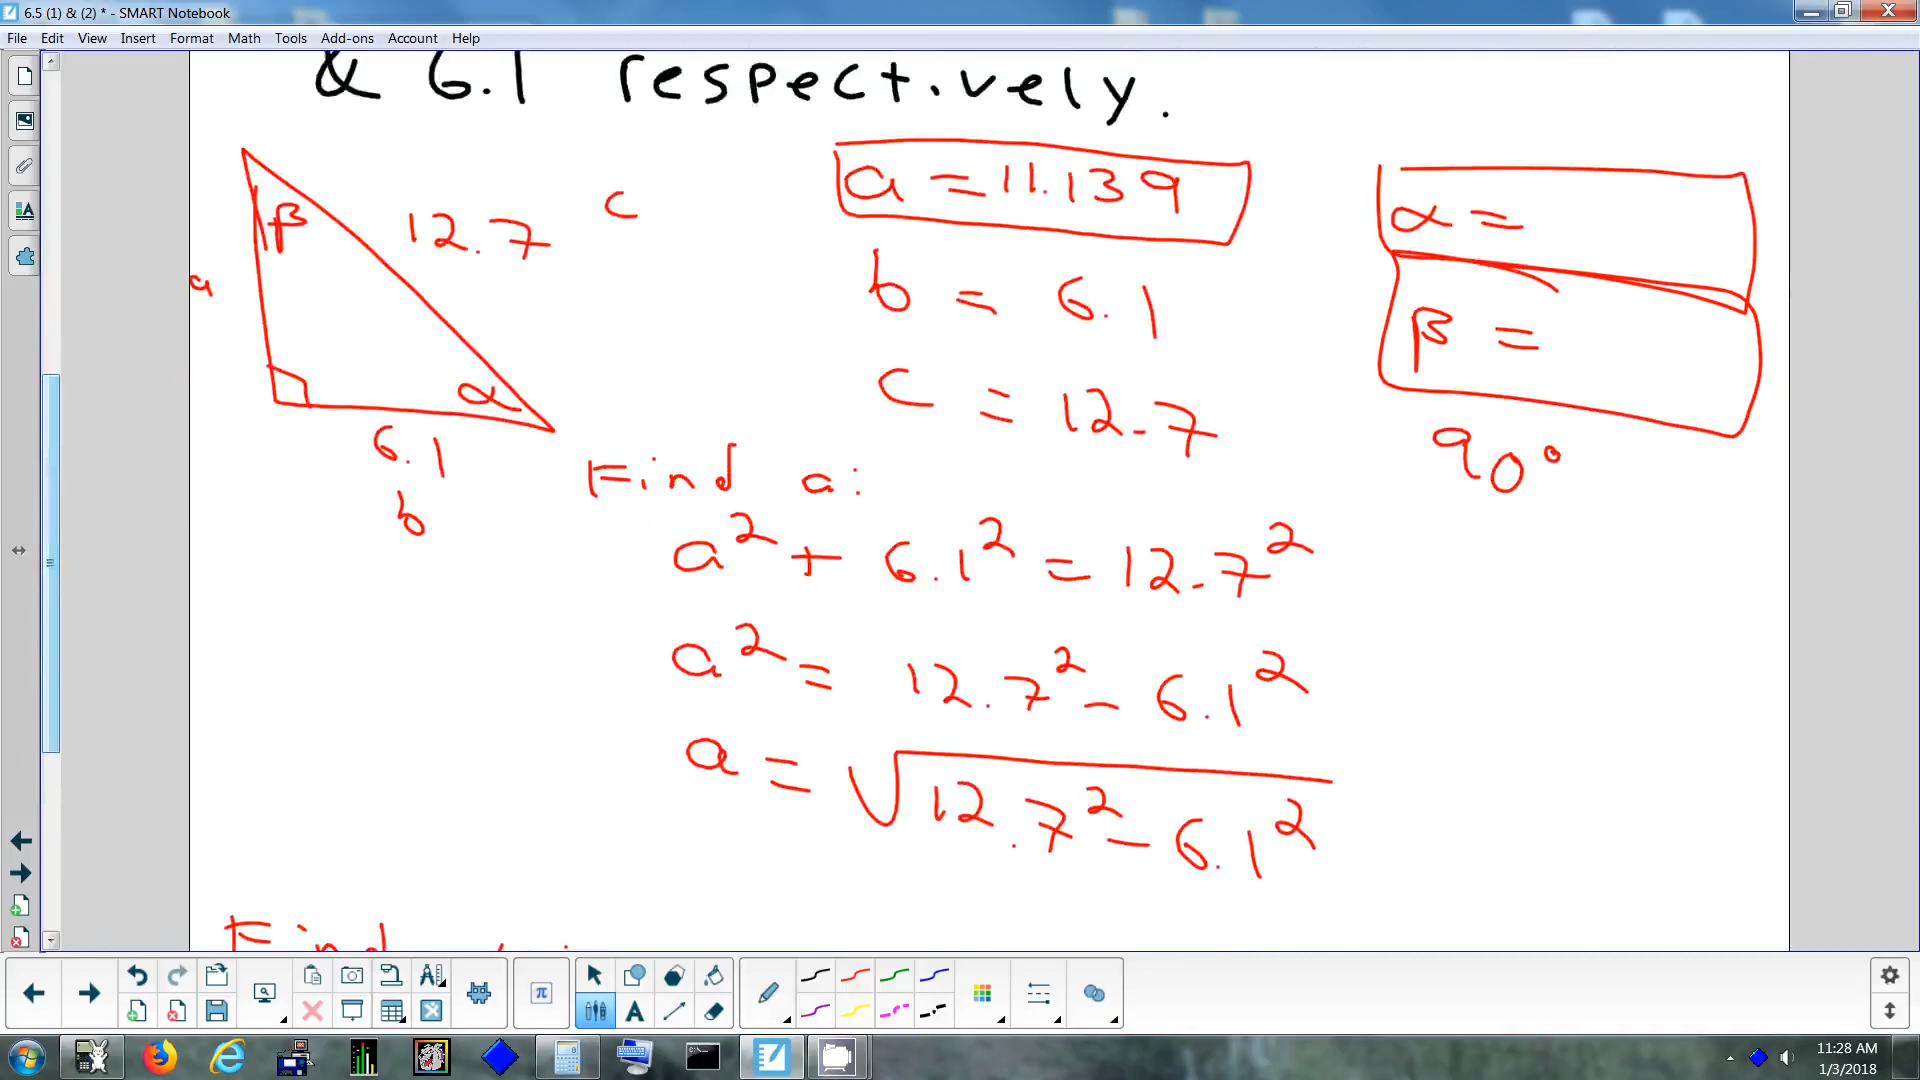 6.5 (1) & (2) * - SMART Notebook
File Edit View Insert Format Math Tools Add-ons Account Help
& 6.1 respectively.
β
12.7
c
a
α
6.1
b
a = 11.139
b = 6.1
c = 12.7
α =
β =
90°
Find a:
a² + 6.1² = 12.7²
a² = 12.7² - 6.1²
a = √12.7² - 6.1²
Find
π
A
11:28 AM
1/3/2018